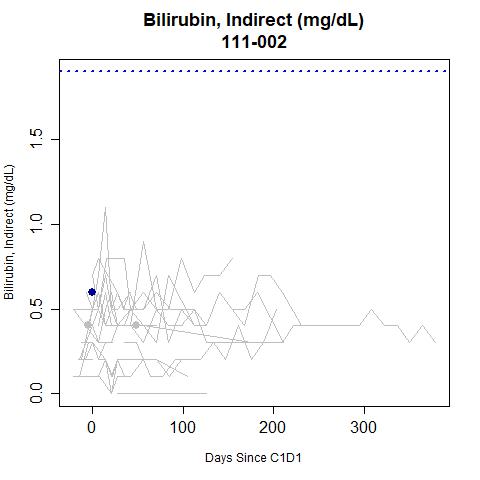 Bilirubin, Indirect (mg/dL)
111-002
Bilirubin, Indirect (mg/dL)
1.5
1.0
0.5
0.0
0 100 200 300
Days Since C1D1